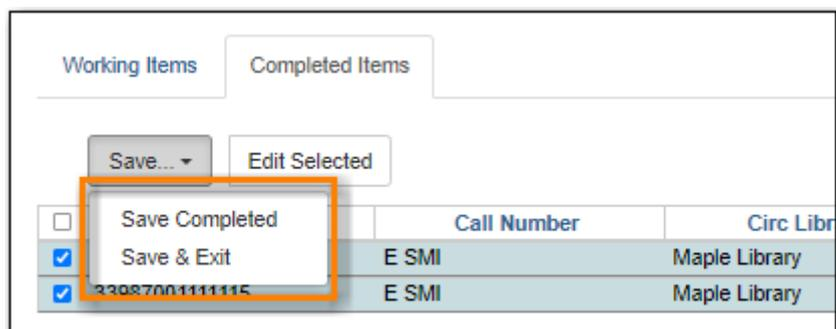 Working Items Completed Items
Save... Edit Selected
Save Completed
Call Number Circ Libr
Save & Exit
E SMI Maple Library
33987001111115 E SMI Maple Library